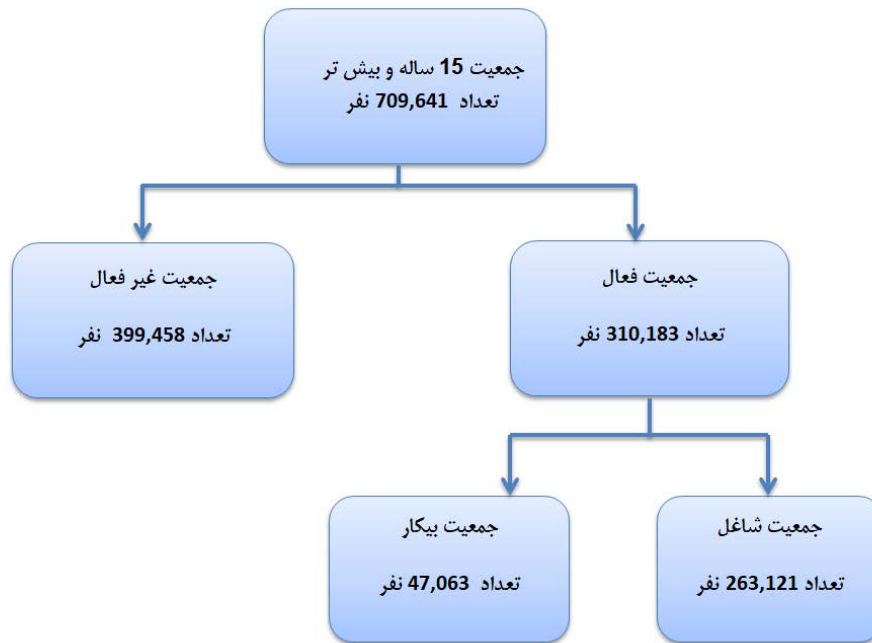 جمعیت 15 ساله و بیش تر
تعداد 709,641 نفر
جمعیت فعال
تعداد 310,183 نفر
جمعیت غیر فعال
تعداد 399,458 نفر
جمعیت شاغل
تعداد 263,121 نفر
جمعیت بیکار
تعداد 47,063 نفر